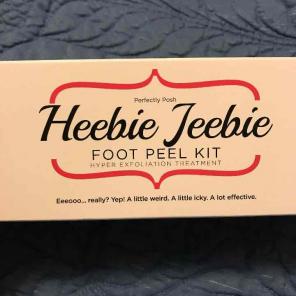 Perfectly Posh
Heebie Jeebie
FOOT PEEL KIT
HYPER EXFOLIATION TREATMENT
Eeeooo... really? Yep! A little weird. A little icky. A lot effective.